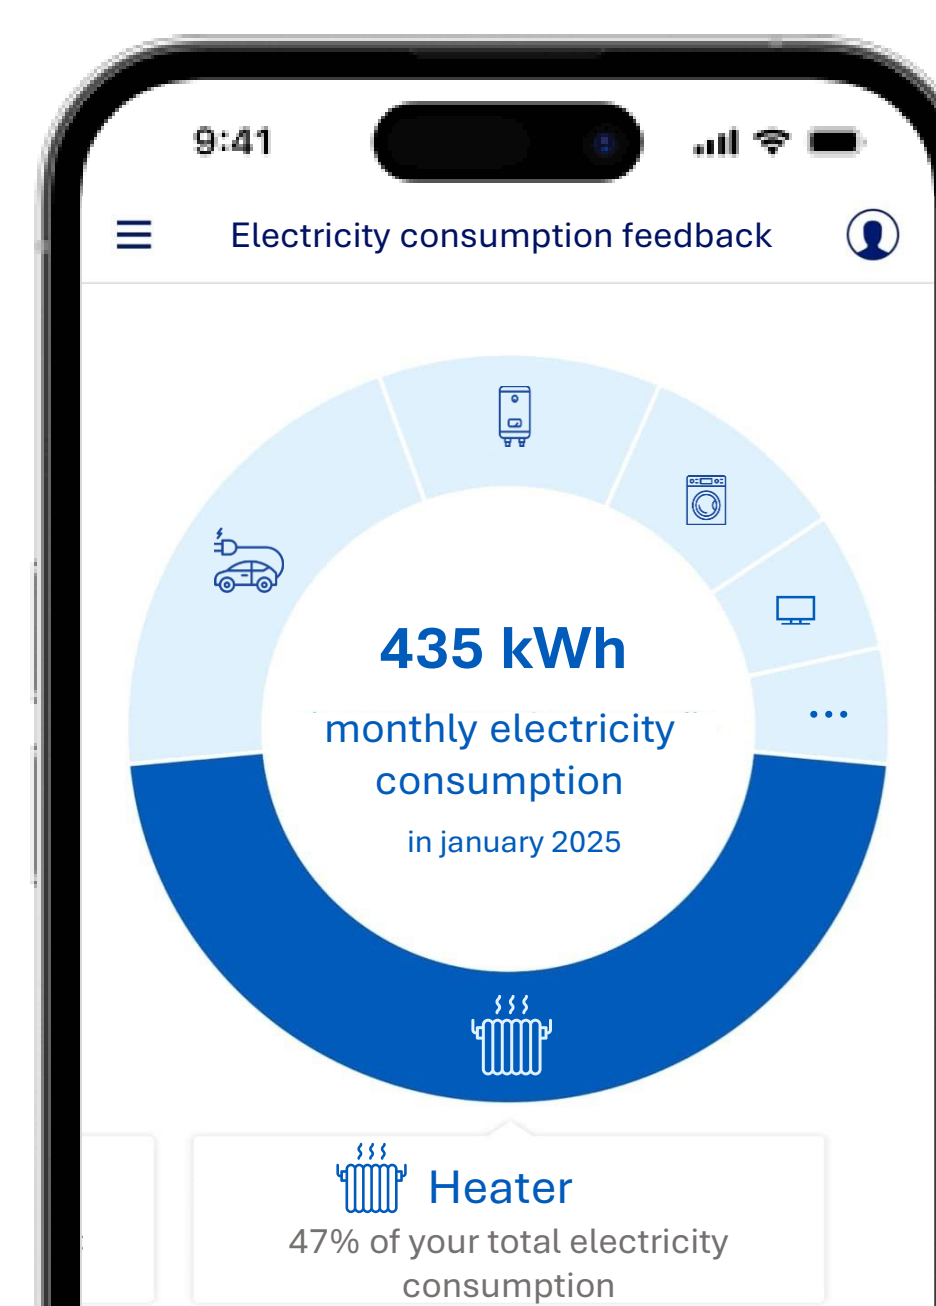 9:41
Electricity consumption feedback
435 kWh
monthly electricity
consumption
in january 2025
...
Heater
47% of your total electricity
consumption